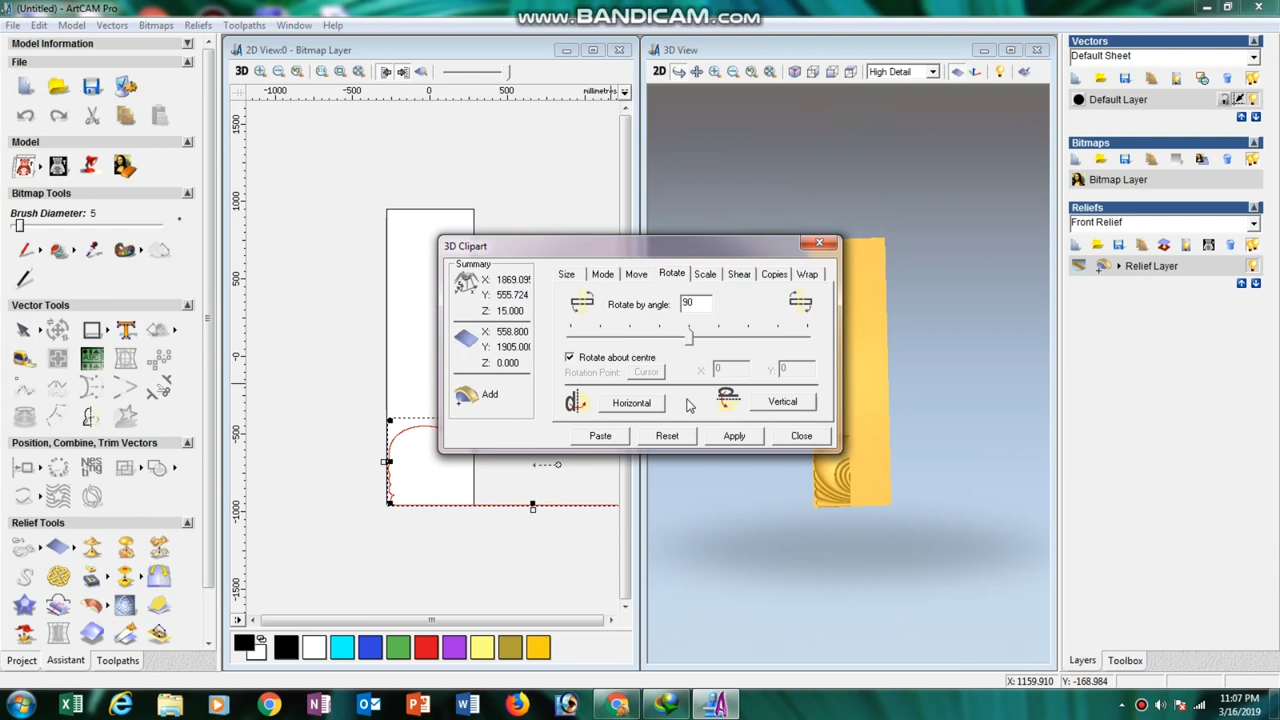 (Untitled) - ArtCAM Pro
www.BANDICAM.com
File Edit Model Vectors Bitmaps Reliefs Toolpaths Window Help
Model Information
File
Model
Bitmap Tools
Brush Diameter: 5
Vector Tools
Position, Combine, Trim Vectors
Relief Tools
Project Assistant Toolpaths
2D View:0 - Bitmap Layer
3D
-1000 -500 0 500 millimetres
1500
1000
500
0
-500
-1000
-1500
3D View
2D High Detail
3D Clipart
Summary
X: 1869.095
Y: 555.724
Z: 15.000
X: 558.800
Y: 1905.000
Z: 0.000
Add
Size Mode Move Rotate Scale Shear Copies Wrap
Rotate by angle: 90
Rotate about centre
Rotation Point: Cursor X: 0 Y: 0
Horizontal Vertical
Paste Reset Apply Close
Vectors
Default Sheet
Default Layer
Bitmaps
Bitmap Layer
Reliefs
Front Relief
Relief Layer
Layers Toolbox
X: 1159.910 Y: -168.984
11:07 PM
3/16/2019